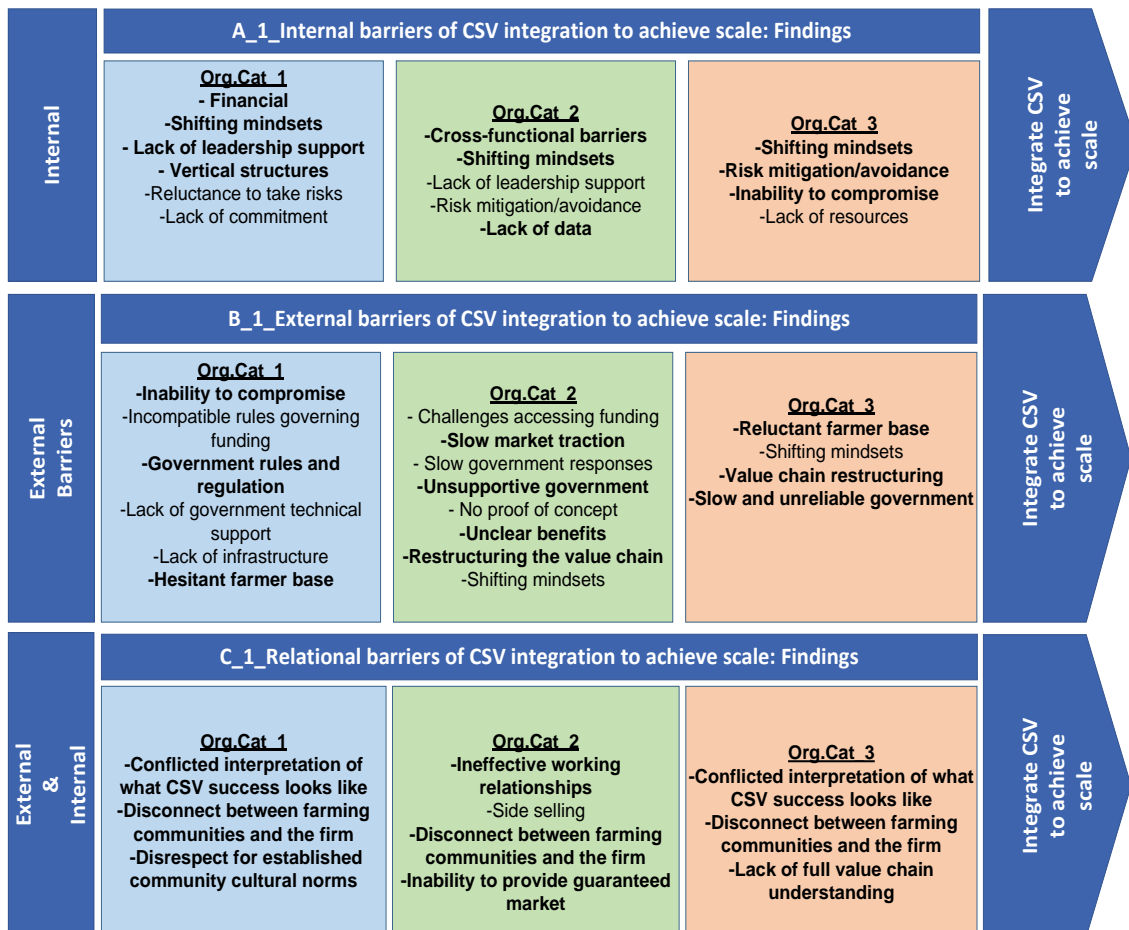 Internal
A_1_Internal barriers of CSV integration to achieve scale: Findings
Org.Cat_1
- Financial
-Shifting mindsets
- Lack of leadership support
- Vertical structures
-Reluctance to take risks
-Lack of commitment
Org.Cat_2
-Cross-functional barriers
-Shifting mindsets
-Lack of leadership support
-Risk mitigation/avoidance
-Lack of data
Org.Cat_3
-Shifting mindsets
-Risk mitigation/avoidance
-Inability to compromise
-Lack of resources
Integrate CSV
to achieve
scale
External
Barriers
B_1_External barriers of CSV integration to achieve scale: Findings
Org.Cat_1
-Inability to compromise
-Incompatible rules governing
funding
-Government rules and
regulation
-Lack of government technical
support
-Lack of infrastructure
-Hesitant farmer base
Org.Cat_2
- Challenges accessing funding
-Slow market traction
- Slow government responses
-Unsupportive government
- No proof of concept
-Unclear benefits
-Restructuring the value chain
-Shifting mindsets
Org.Cat_3
-Reluctant farmer base
-Shifting mindsets
-Value chain restructuring
-Slow and unreliable government
Integrate CSV
to achieve
scale
External
&
Internal
C_1_Relational barriers of CSV integration to achieve scale: Findings
Org.Cat_1
-Conflicted interpretation of
what CSV success looks like
-Disconnect between farming
communities and the firm
-Disrespect for established
community cultural norms
Org.Cat_2
-Ineffective working
relationships
-Side selling
-Disconnect between farming
communities and the firm
-Inability to provide guaranteed
market
Org.Cat_3
-Conflicted interpretation of what
CSV success looks like
-Disconnect between farming
communities and the firm
-Lack of full value chain
understanding
Integrate CSV
to achieve
scale